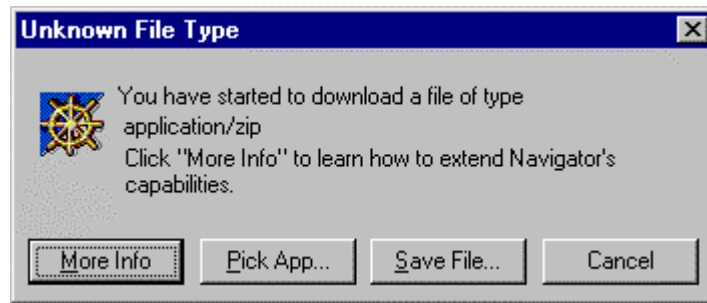 Unknown File Type
You have started to download a file of type
application/zip
Click "More Info" to learn how to extend Navigator's
capabilities.
More Info
Pick App...
Save File...
Cancel